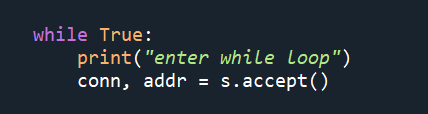 while True:
    print("enter while loop")
    conn, addr = s.accept()